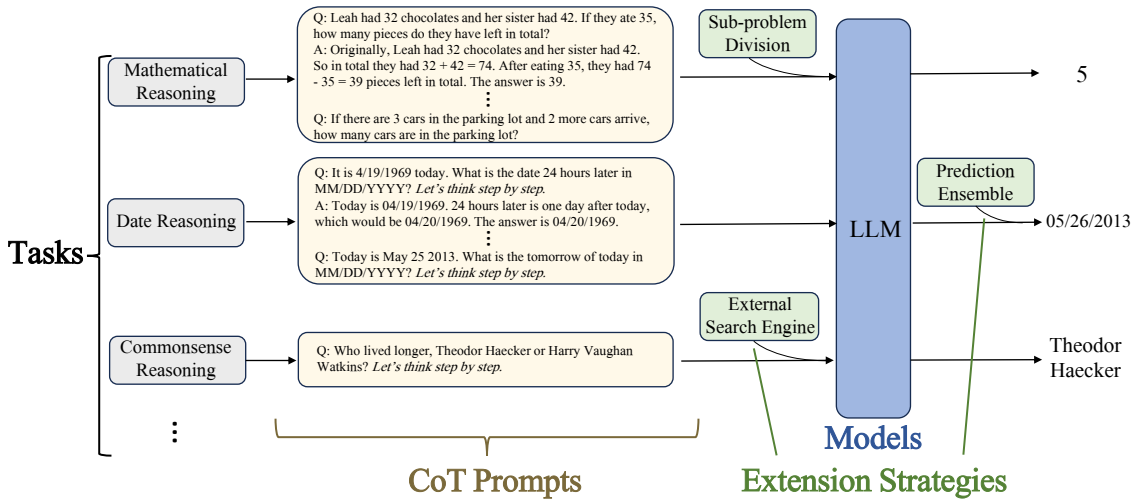 Tasks
Mathematical
Reasoning
Q: Leah had 32 chocolates and her sister had 42. If they ate 35,
how many pieces do they have left in total?
A: Originally, Leah had 32 chocolates and her sister had 42.
So in total they had 32 + 42 = 74. After eating 35, they had 74
- 35 = 39 pieces left in total. The answer is 39.
Q: If there are 3 cars in the parking lot and 2 more cars arrive,
how many cars are in the parking lot?
Sub-problem
Division
5
Date Reasoning
Q: It is 4/19/1969 today. What is the date 24 hours later in
MM/DD/YYYY? Let's think step by step.
A: Today is 04/19/1969. 24 hours later is one day after today,
which would be 04/20/1969. The answer is 04/20/1969.
Q: Today is May 25 2013. What is the tomorrow of today in
MM/DD/YYYY? Let's think step by step.
LLM
Prediction
Ensemble
05/26/2013
Commonsense
Reasoning
Q: Who lived longer, Theodor Haecker or Harry Vaughan
Watkins? Let's think step by step.
External
Search Engine
Theodor
Haecker
CoT Prompts
Models
Extension Strategies